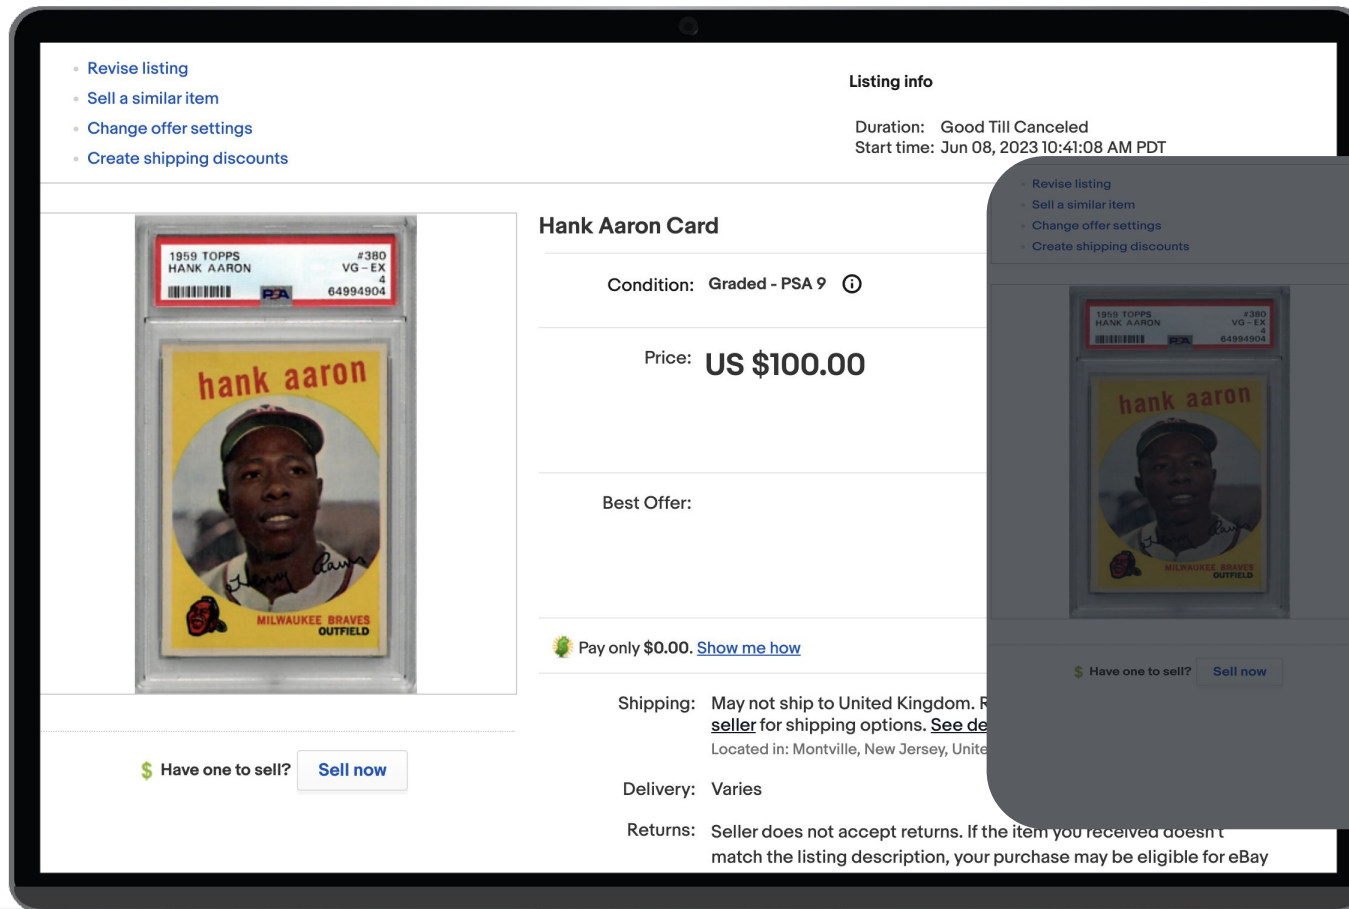 Revise listing
Sell a similar item
Change offer settings
Create shipping discounts
Listing info
Duration: Good Till Canceled
Start time: Jun 08, 2023 10:41:08 AM PDT
1959 TOPPS #380
HANK AARON VG-EX
4
PSA 64994904
hank aaron
Henry Aaron
MILWAUKEE BRAVES
OUTFIELD
$ Have one to sell? Sell now
Hank Aaron Card
Condition: Graded - PSA 9
Price: US $100.00
Best Offer:
Pay only $0.00. Show me how
Shipping: May not ship to United Kingdom.
seller for shipping options. See
Located in: Montville, New Jersey,
Delivery: Varies
Returns: Seller does not accept returns. If the item you received doesn't
match the listing description, your purchase may be eligible for eBay
Revise listing
Sell a similar item
Change offer settings
Create shipping discounts
1959 TOPPS #380
HANK AARON VG-EX
4
PSA 64994904
hank aaron
Henry Aaron
MILWAUKEE BRAVES
OUTFIELD
$ Have one to sell? Sell now